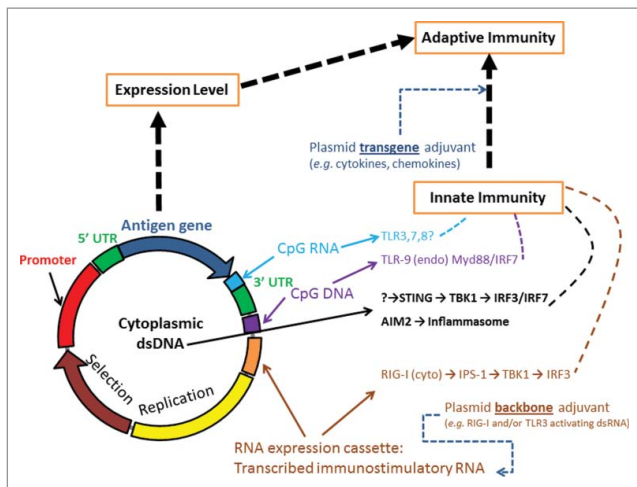 Adaptive Immunity
Expression Level
Plasmid transgene adjuvant
(e.g. cytokines, chemokines)
Innate Immunity
Antigen gene
5' UTR
CpG RNA
TLR3,7,8?
Promoter
TLR-9 (endo) Myd88/IRF7
3' UTR
CpG DNA
?→STING → TBK1 → IRF3/IRF7
Cytoplasmic
dsDNA
AIM2 → Inflammasome
Selection
Replication
RIG-I (cyto) → IPS-1 → TBK1 → IRF3
Plasmid backbone adjuvant
(e.g. RIG-I and/or TLR3 activating dsRNA)
RNA expression cassette:
Transcribed immunostimulatory RNA